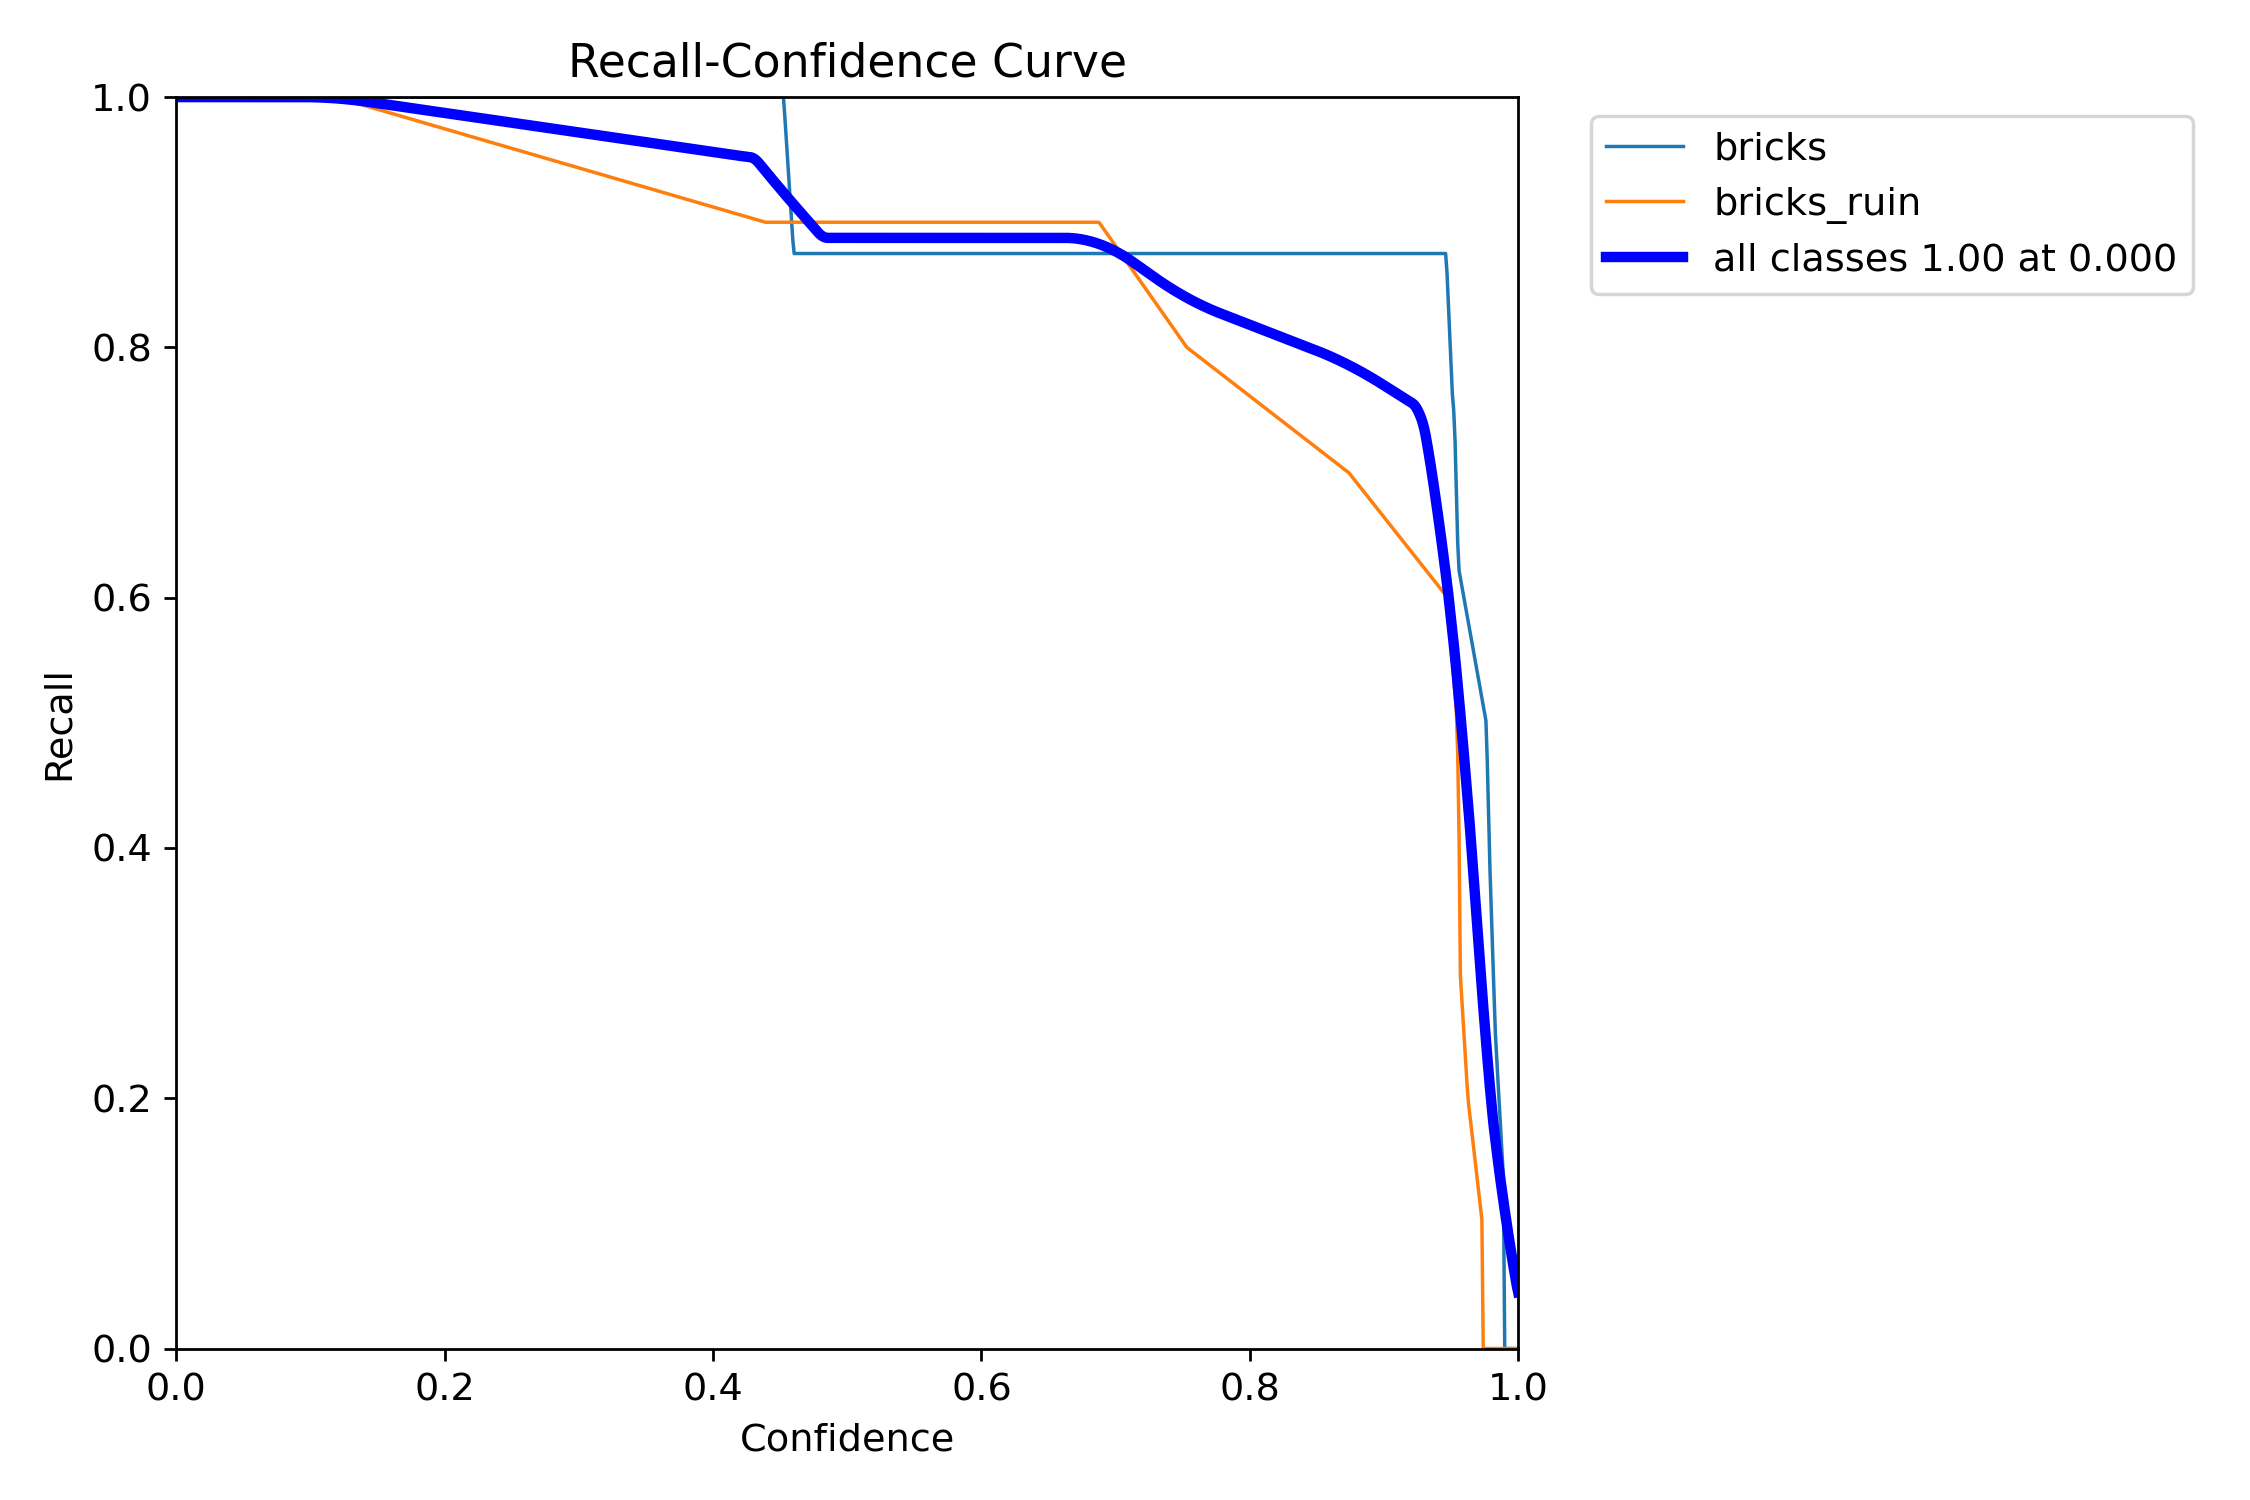 Recall-Confidence Curve
bricks
bricks_ruin
all classes 1.00 at 0.000
1.0
0.8
0.6
0.4
0.2
0.0
Recall
0.0 0.2 0.4 0.6 0.8 1.0
Confidence